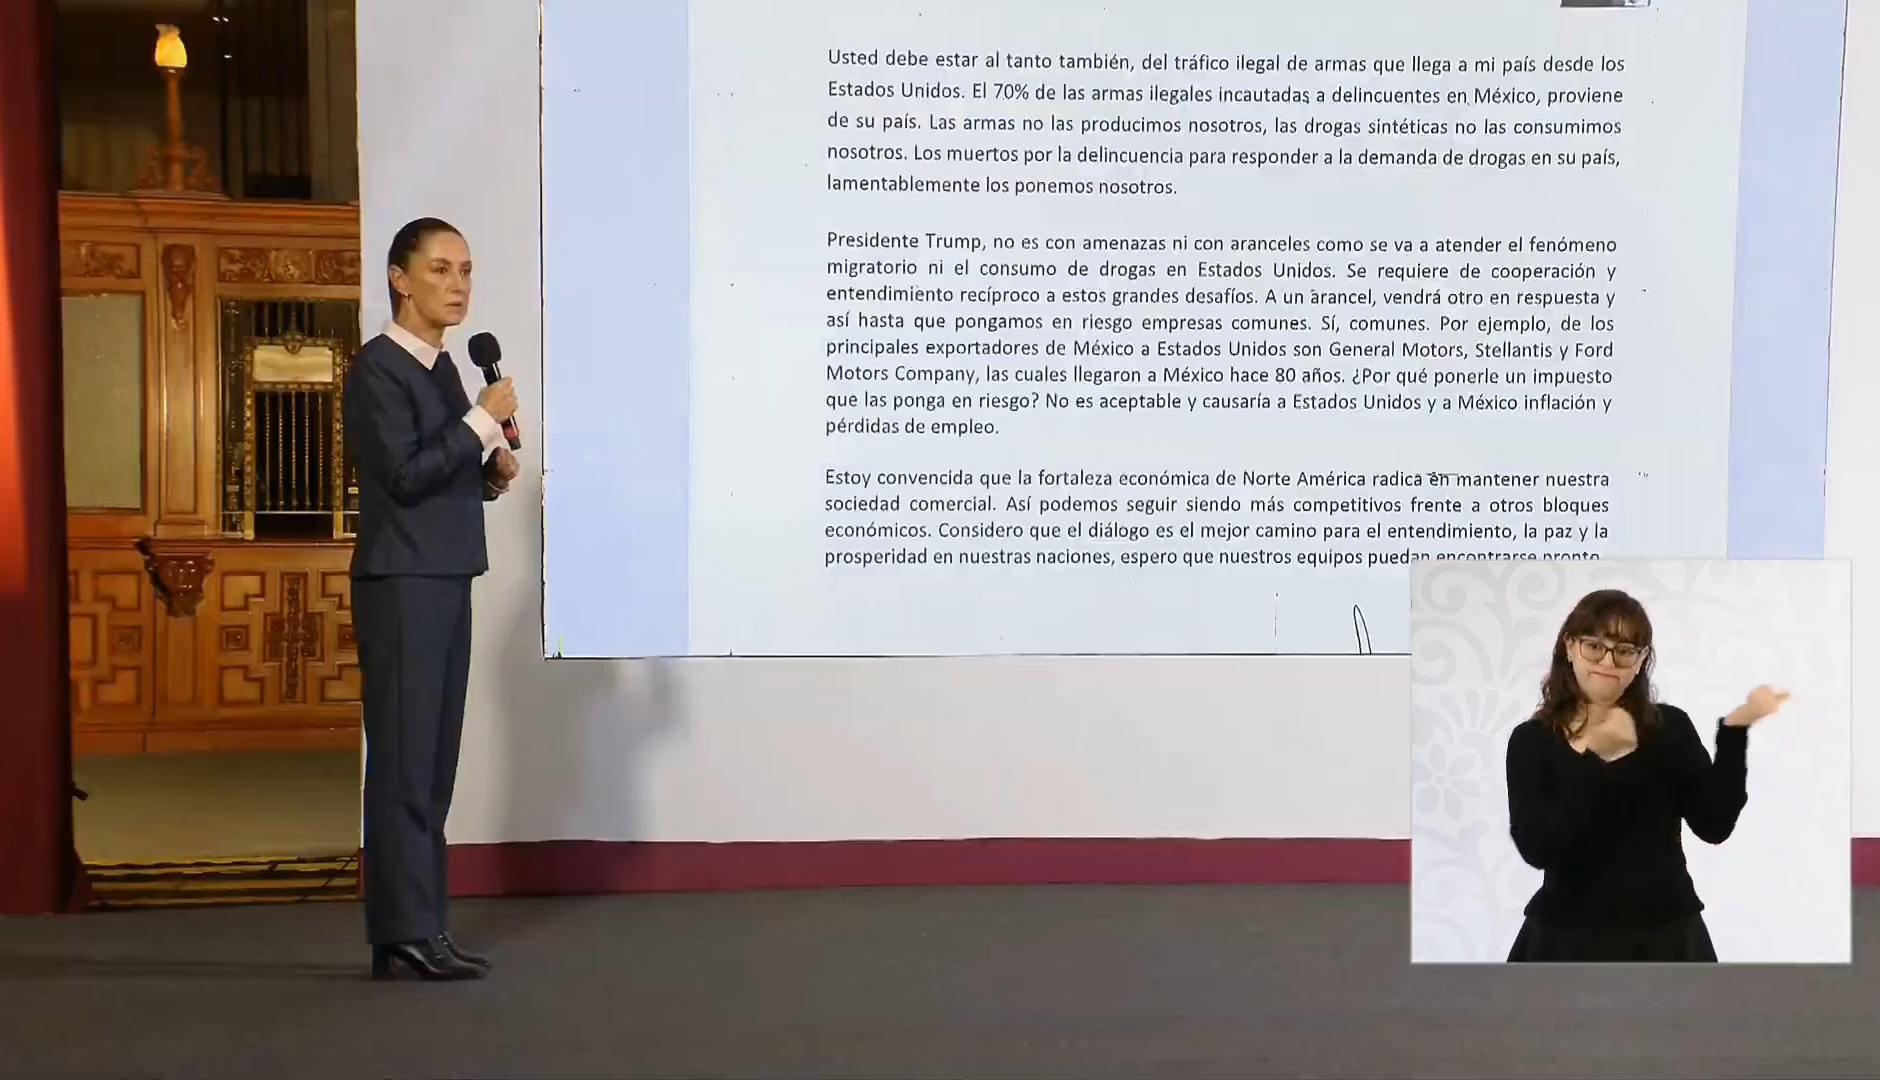 Usted debe estar al tanto también, del tráfico ilegal de armas que llega a mi país desde los
Estados Unidos. El 70% de las armas ilegales incautadas a delincuentes en México, proviene
de su país. Las armas no las producimos nosotros, las drogas sintéticas no las consumimos
nosotros. Los muertos por la delincuencia para responder a la demanda de drogas en su país,
lamentablemente los ponemos nosotros.
Presidente Trump, no es con amenazas ni con aranceles como se va a atender el fenómeno
migratorio ni el consumo de drogas en Estados Unidos. Se requiere de cooperación y
entendimiento recíproco a estos grandes desafíos. A un arancel, vendrá otro en respuesta y
así hasta que pongamos en riesgo empresas comunes. Sí, comunes. Por ejemplo, de los
principales exportadores de México a Estados Unidos son General Motors, Stellantis y Ford
Motors Company, las cuales llegaron a México hace 80 años. ¿Por qué ponerle un impuesto
que las ponga en riesgo? No es aceptable y causaría a Estados Unidos y a México inflación y
pérdidas de empleo.
Estoy convencida que la fortaleza económica de Norte América radica en mantener nuestra
sociedad comercial. Así podemos seguir siendo más competitivos frente a otros bloques
económicos. Considero que el diálogo es el mejor camino para el entendimiento, la paz y la
prosperidad en nuestras naciones, espero que nuestros equipos puedan encontrarse pronto